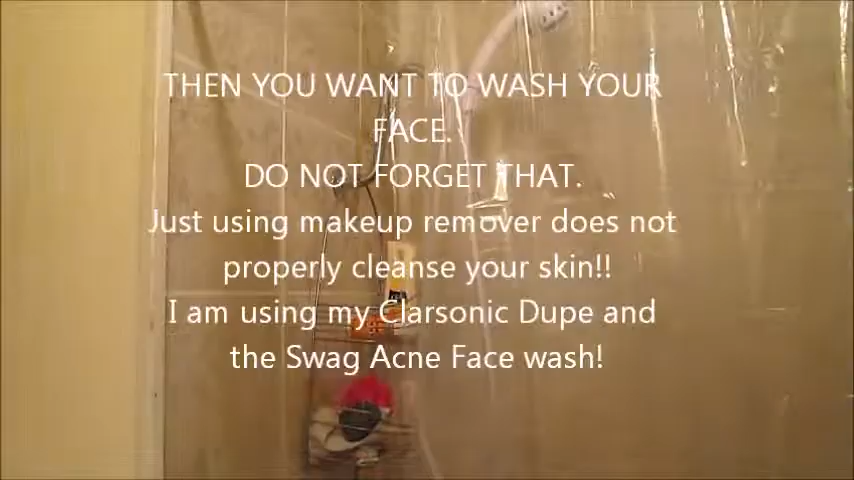 THEN YOU WANT TO WASH YOUR
FACE.
DO NOT FORGET THAT.
Just using makeup remover does not
properly cleanse your skin!!
I am using my Clarsonic Dupe and
the Swag Acne Face wash!